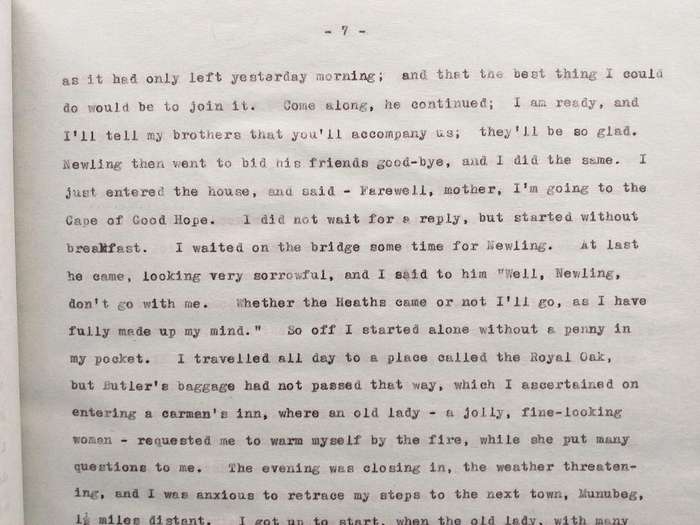 - 7 -
as it had only left yesterday morning; and that the best thing I could
do would be to join it. Come along, he continued; I am ready, and
I'll tell my brothers that you'll accompany us; they'll be so glad.
Newling then went to bid his friends good-bye, and I did the same. I
just entered the house, and said - Farewell, mother, I'm going to the
Cape of Good Hope. I did not wait for a reply, but started without
breakfast. I waited on the bridge some time for Newling. At last
he came, looking very sorrowful, and I said to him "Well, Newling,
don't go with me. Whether the Heaths came or not I'll go, as I have
fully made up my mind." So off I started alone without a penny in
my pocket. I travelled all day to a place called the Royal Oak,
but Butler's baggage had not passed that way, which I ascertained on
entering a carmen's inn, where an old lady - a jolly, fine-looking
woman - requested me to warm myself by the fire, while she put many
questions to me. The evening was closing in, the weather threaten-
ing, and I was anxious to retrace my steps to the next town, Munubeg,
1½ miles distant. I got up to start, when the old lady, with many